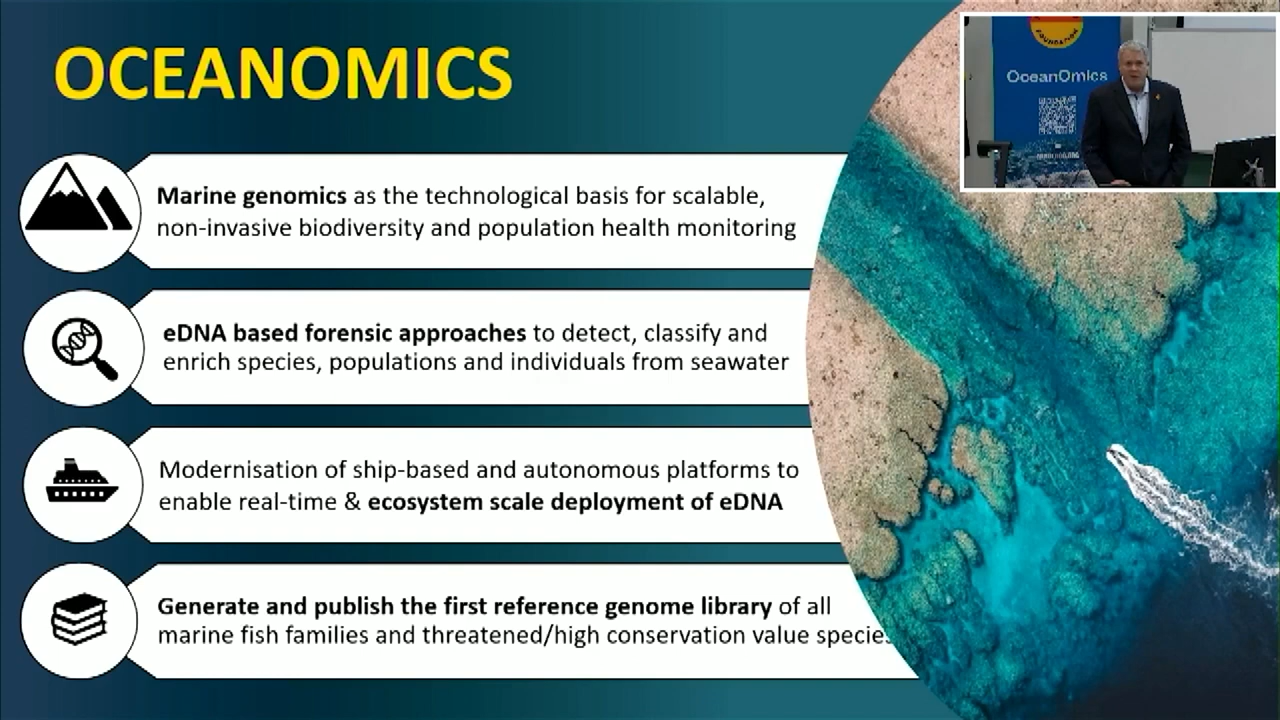 OCEANOMICS
FOUNDATION
OceanOmics
Marine genomics as the technological basis for scalable,
non-invasive biodiversity and population health monitoring
eDNA based forensic approaches to detect, classify and
enrich species, populations and individuals from seawater
Modernisation of ship-based and autonomous platforms to
enable real-time & ecosystem scale deployment of eDNA
Generate and publish the first reference genome library of all
marine fish families and threatened/high conservation value species